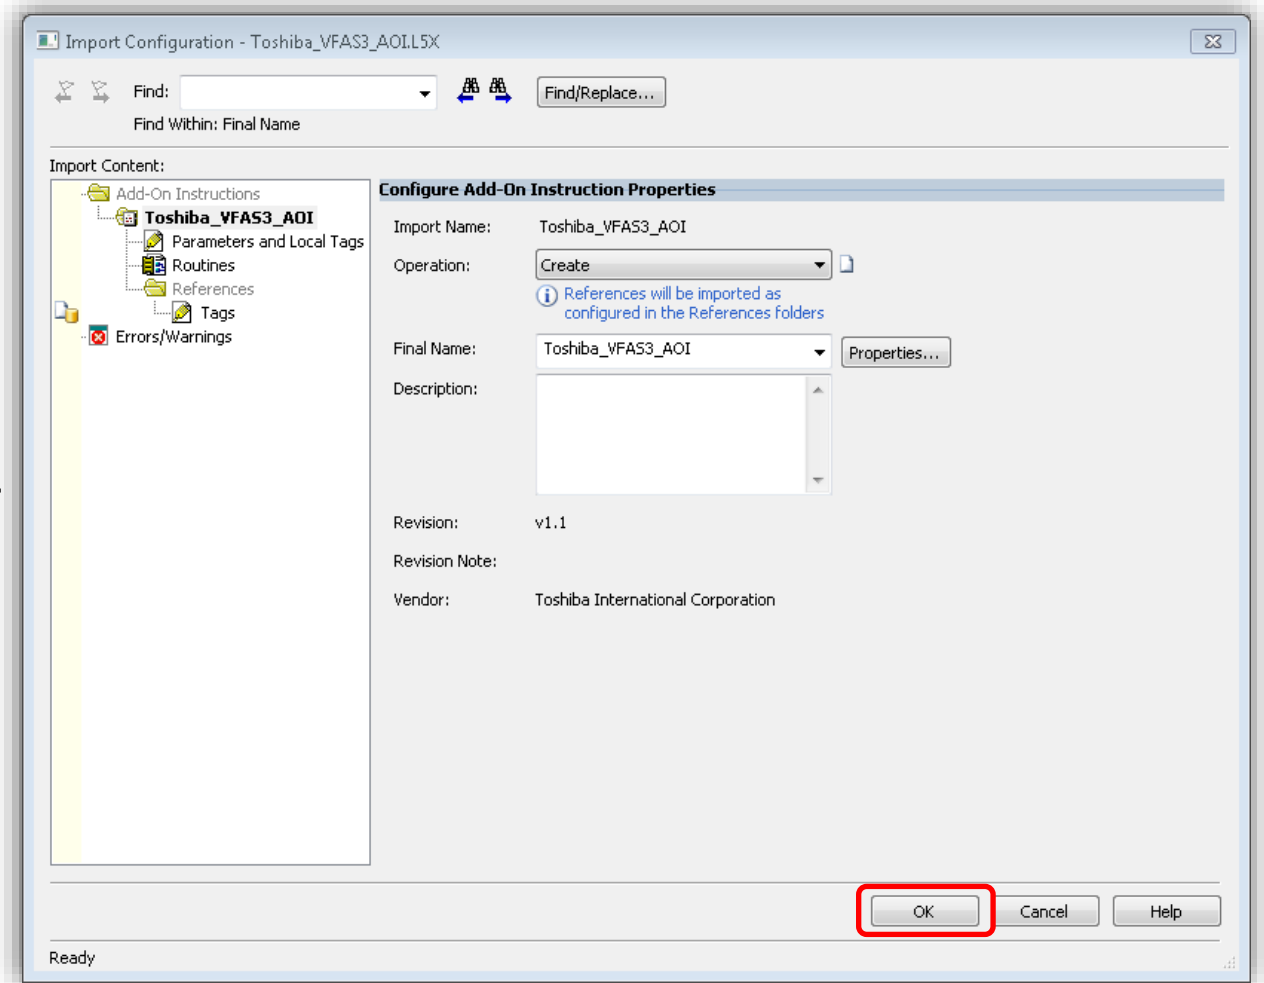 Import Configuration - Toshiba_VFAS3_AOI.L5X
Find:
Find/Replace...
Find Within: Final Name
Import Content:
Add-On Instructions
Toshiba_VFAS3_AOI
Parameters and Local Tags
Routines
References
Tags
Errors/Warnings
Configure Add-On Instruction Properties
Import Name: Toshiba_VFAS3_AOI
Operation: Create
References will be imported as
configured in the References folders
Final Name: Toshiba_VFAS3_AOI Properties...
Description:
Revision: v1.1
Revision Note:
Vendor: Toshiba International Corporation
OK Cancel Help
Ready